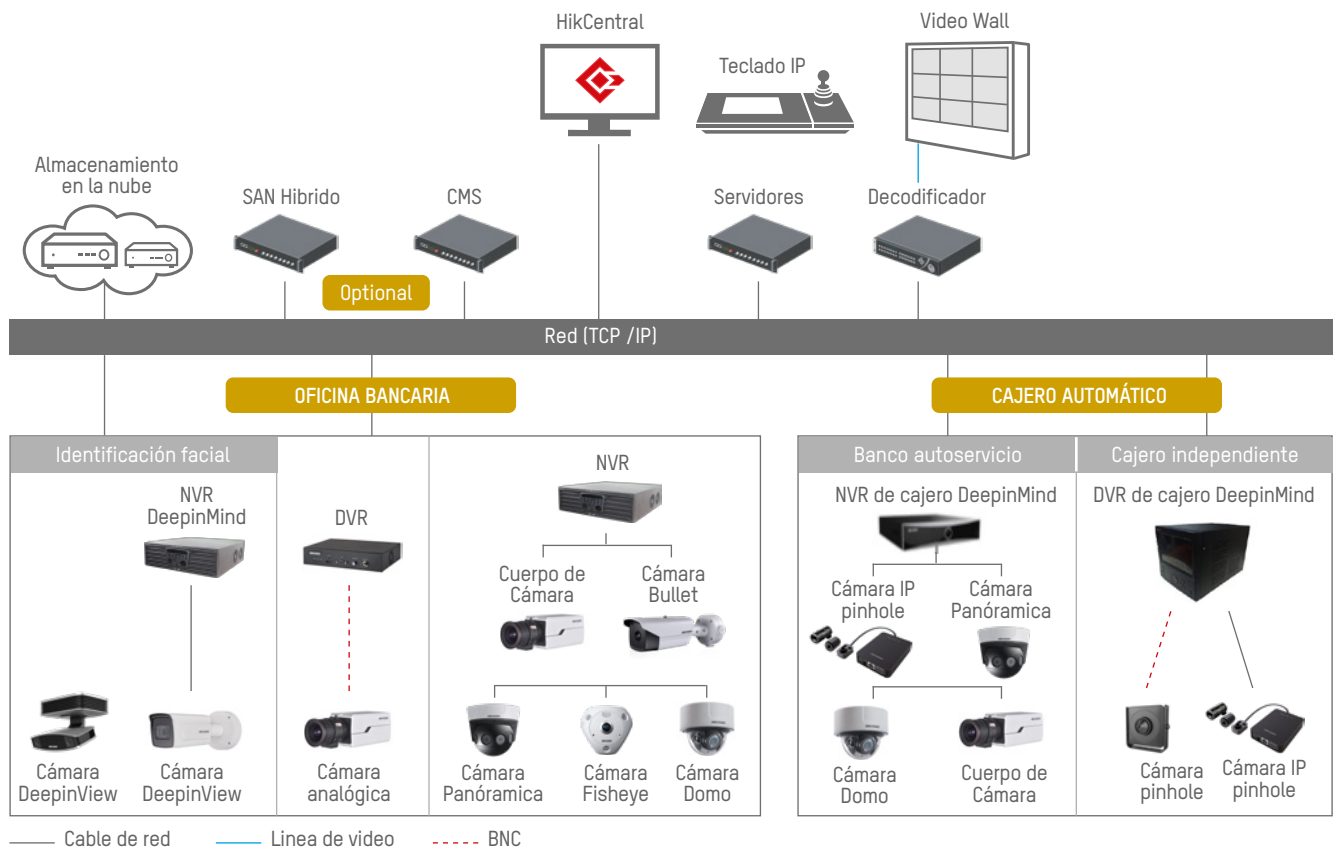 HikCentral
Video Wall
Teclado IP
Almacenamiento
en la nube
SAN Hibrido
CMS
Servidores
Decodificador
Optional
Red (TCP /IP)
OFICINA BANCARIA
CAJERO AUTOMÁTICO
Identificación facial
Banco autoservicio
Cajero independiente
NVR
DeepinMind
DVR
NVR
NVR de cajero DeepinMind
DVR de cajero DeepinMind
Cuerpo de
Cámara
Cámara
Bullet
Cámara IP
pinhole
Cámara
Panóramica
Cámara
DeepinView
Cámara
DeepinView
Cámara
analógica
Cámara
Panóramica
Cámara
Fisheye
Cámara
Domo
Cámara
Domo
Cuerpo de
Cámara
Cámara
pinhole
Cámara IP
pinhole
Cable de red
Linea de video
BNC